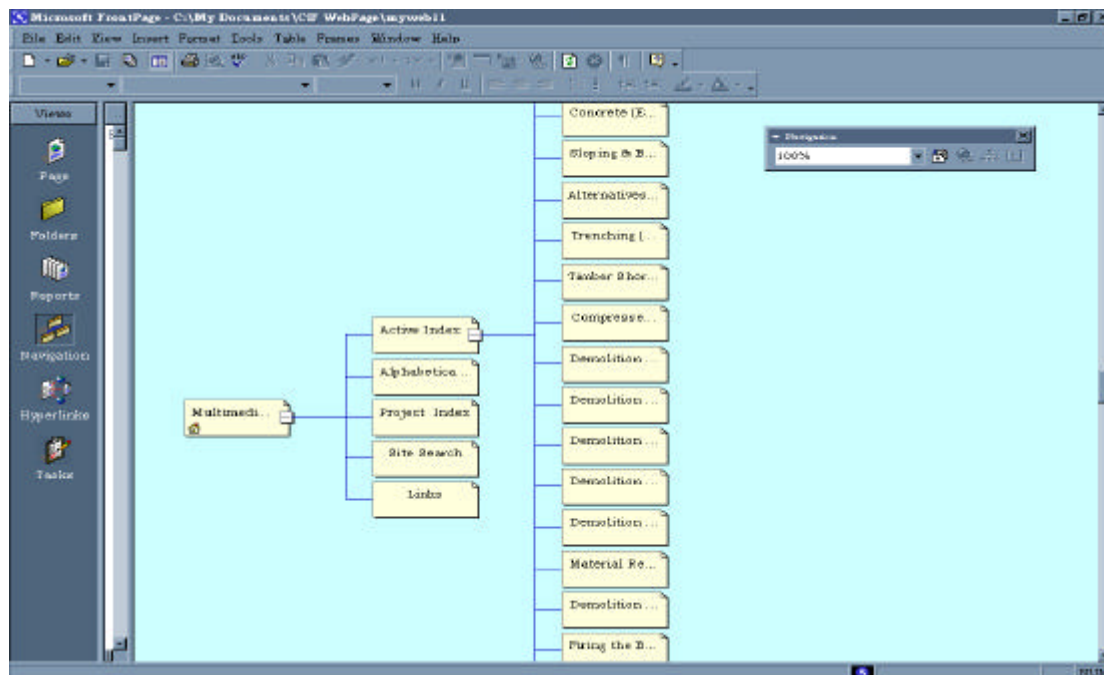 Microsoft FrontPage - C:\My Documents\CSF WebPage\myweb11
File Edit View Insert Format Tools Table Frames Window Help
Views
Page
Folders
Reports
Navigation
Hyperlinks
Tasks
Navigation
100%
Multimedi...
Active Index
Alphabetica...
Project Index
Site Search
Links
Concrete (E...
Sloping & B...
Alternatives...
Trenching (...
Timber Shor...
Compresse...
Demolition ...
Demolition ...
Demolition ...
Demolition ...
Demolition ...
Material Re...
Demolition ...
Firing the B...